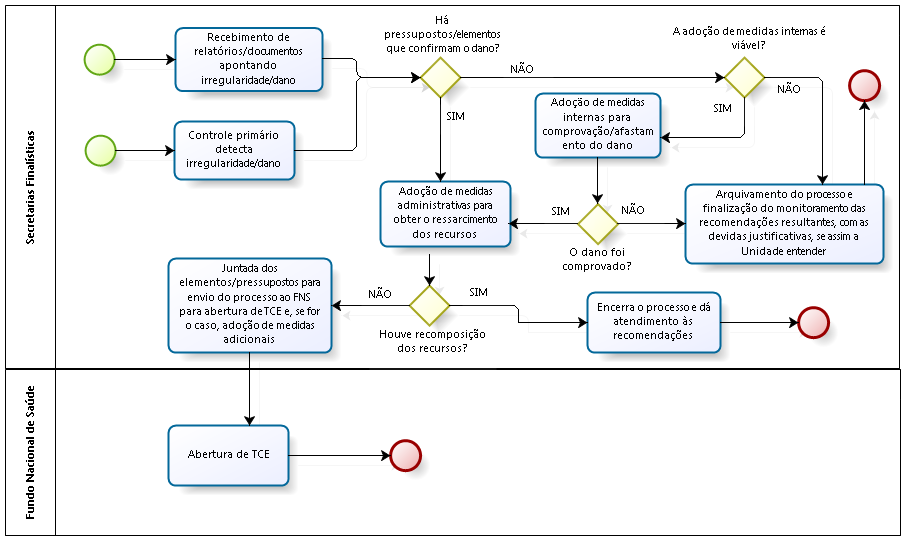 Secretarias Finalísticas
Recebimento de
relatórios/documentos
apontando
irregularidade/dano
Controle primário
detecta
irregularidade/dano
Há
pressupostos/elementos
que confirmam o dano?
NÃO
SIM
A adoção de medidas internas é
viável?
NÃO
SIM
Adoção de medidas
internas para
comprovação/afastam
ento do dano
Adoção de medidas
administrativas para
obter o ressarcimento
dos recursos
SIM
NÃO
O dano foi
comprovado?
Arquivamento do processo e
finalização do monitoramento das
recomendações resultantes, com as
devidas justificativas, se assim a
Unidade entender
Juntada dos
elementos/pressupostos para
envio do processo ao FNS
para abertura de TCE e, se for
o caso, adoção de medidas
adicionais
NÃO
SIM
Houve recomposição
dos recursos?
Encerra o processo e dá
atendimento às
recomendações
Fundo Nacional de Saúde
Abertura de TCE